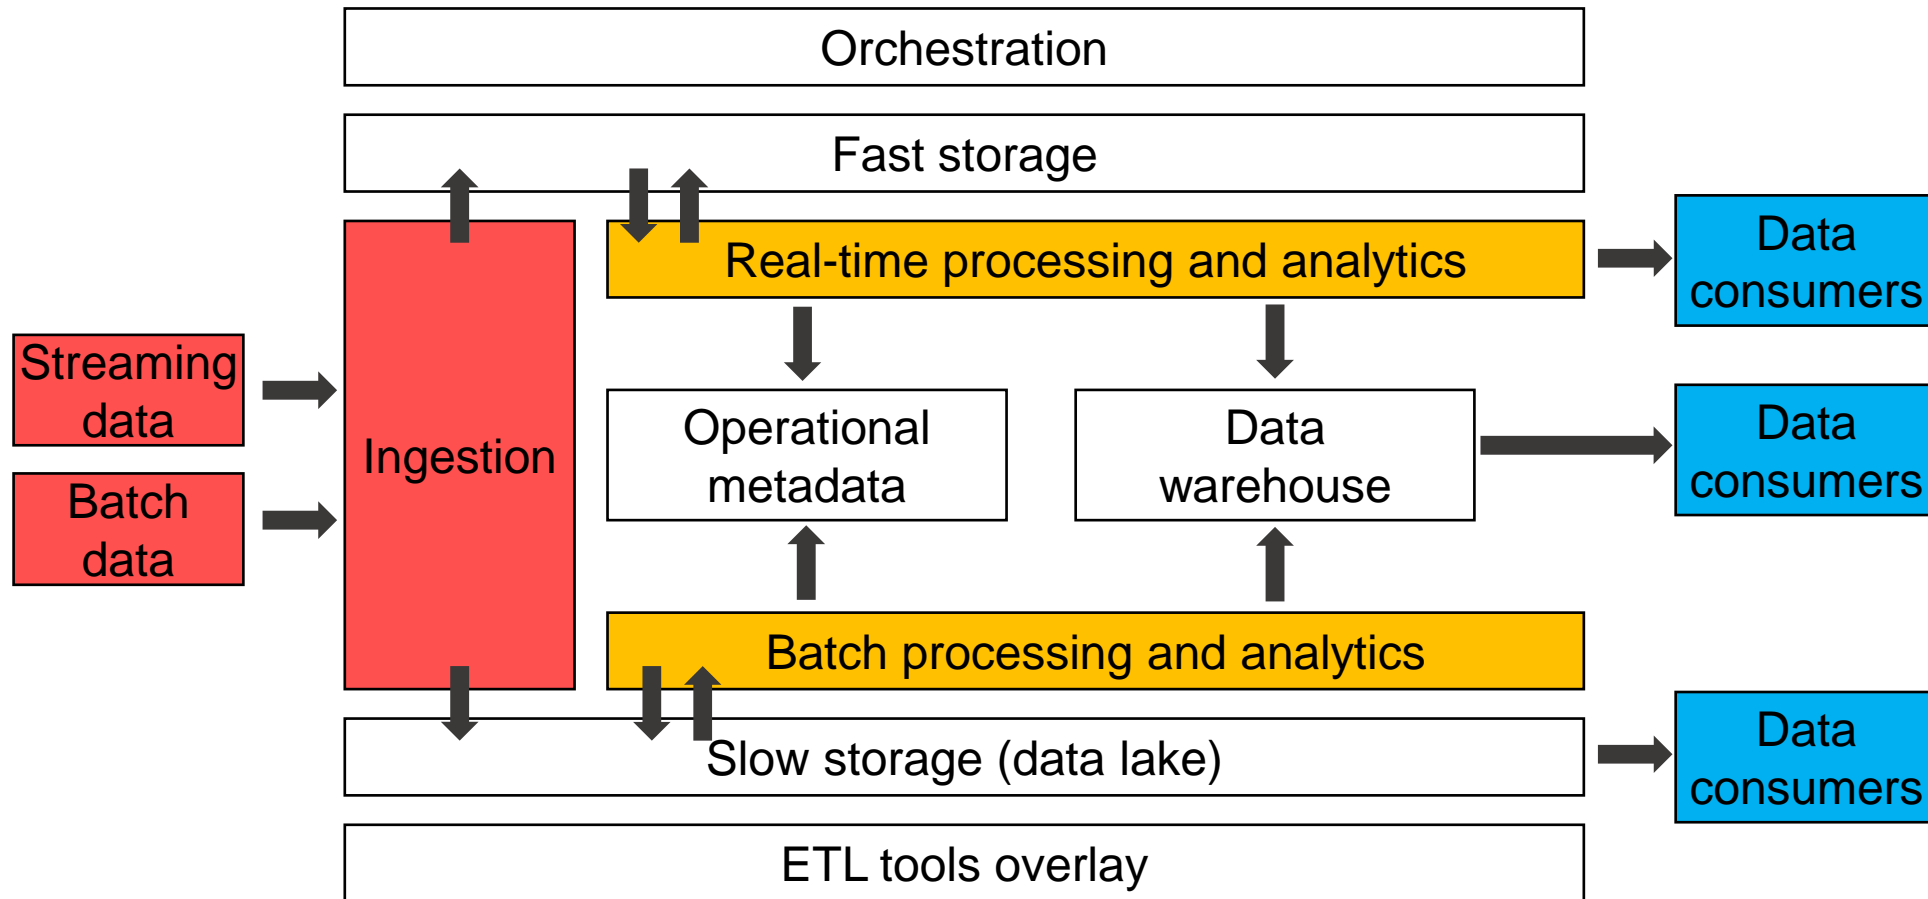 Orchestration
Fast storage
Real-time processing and analytics
Data
consumers
Streaming
data
Batch
data
Ingestion
Operational
metadata
Data
warehouse
Data
consumers
Batch processing and analytics
Slow storage (data lake)
Data
consumers
ETL tools overlay